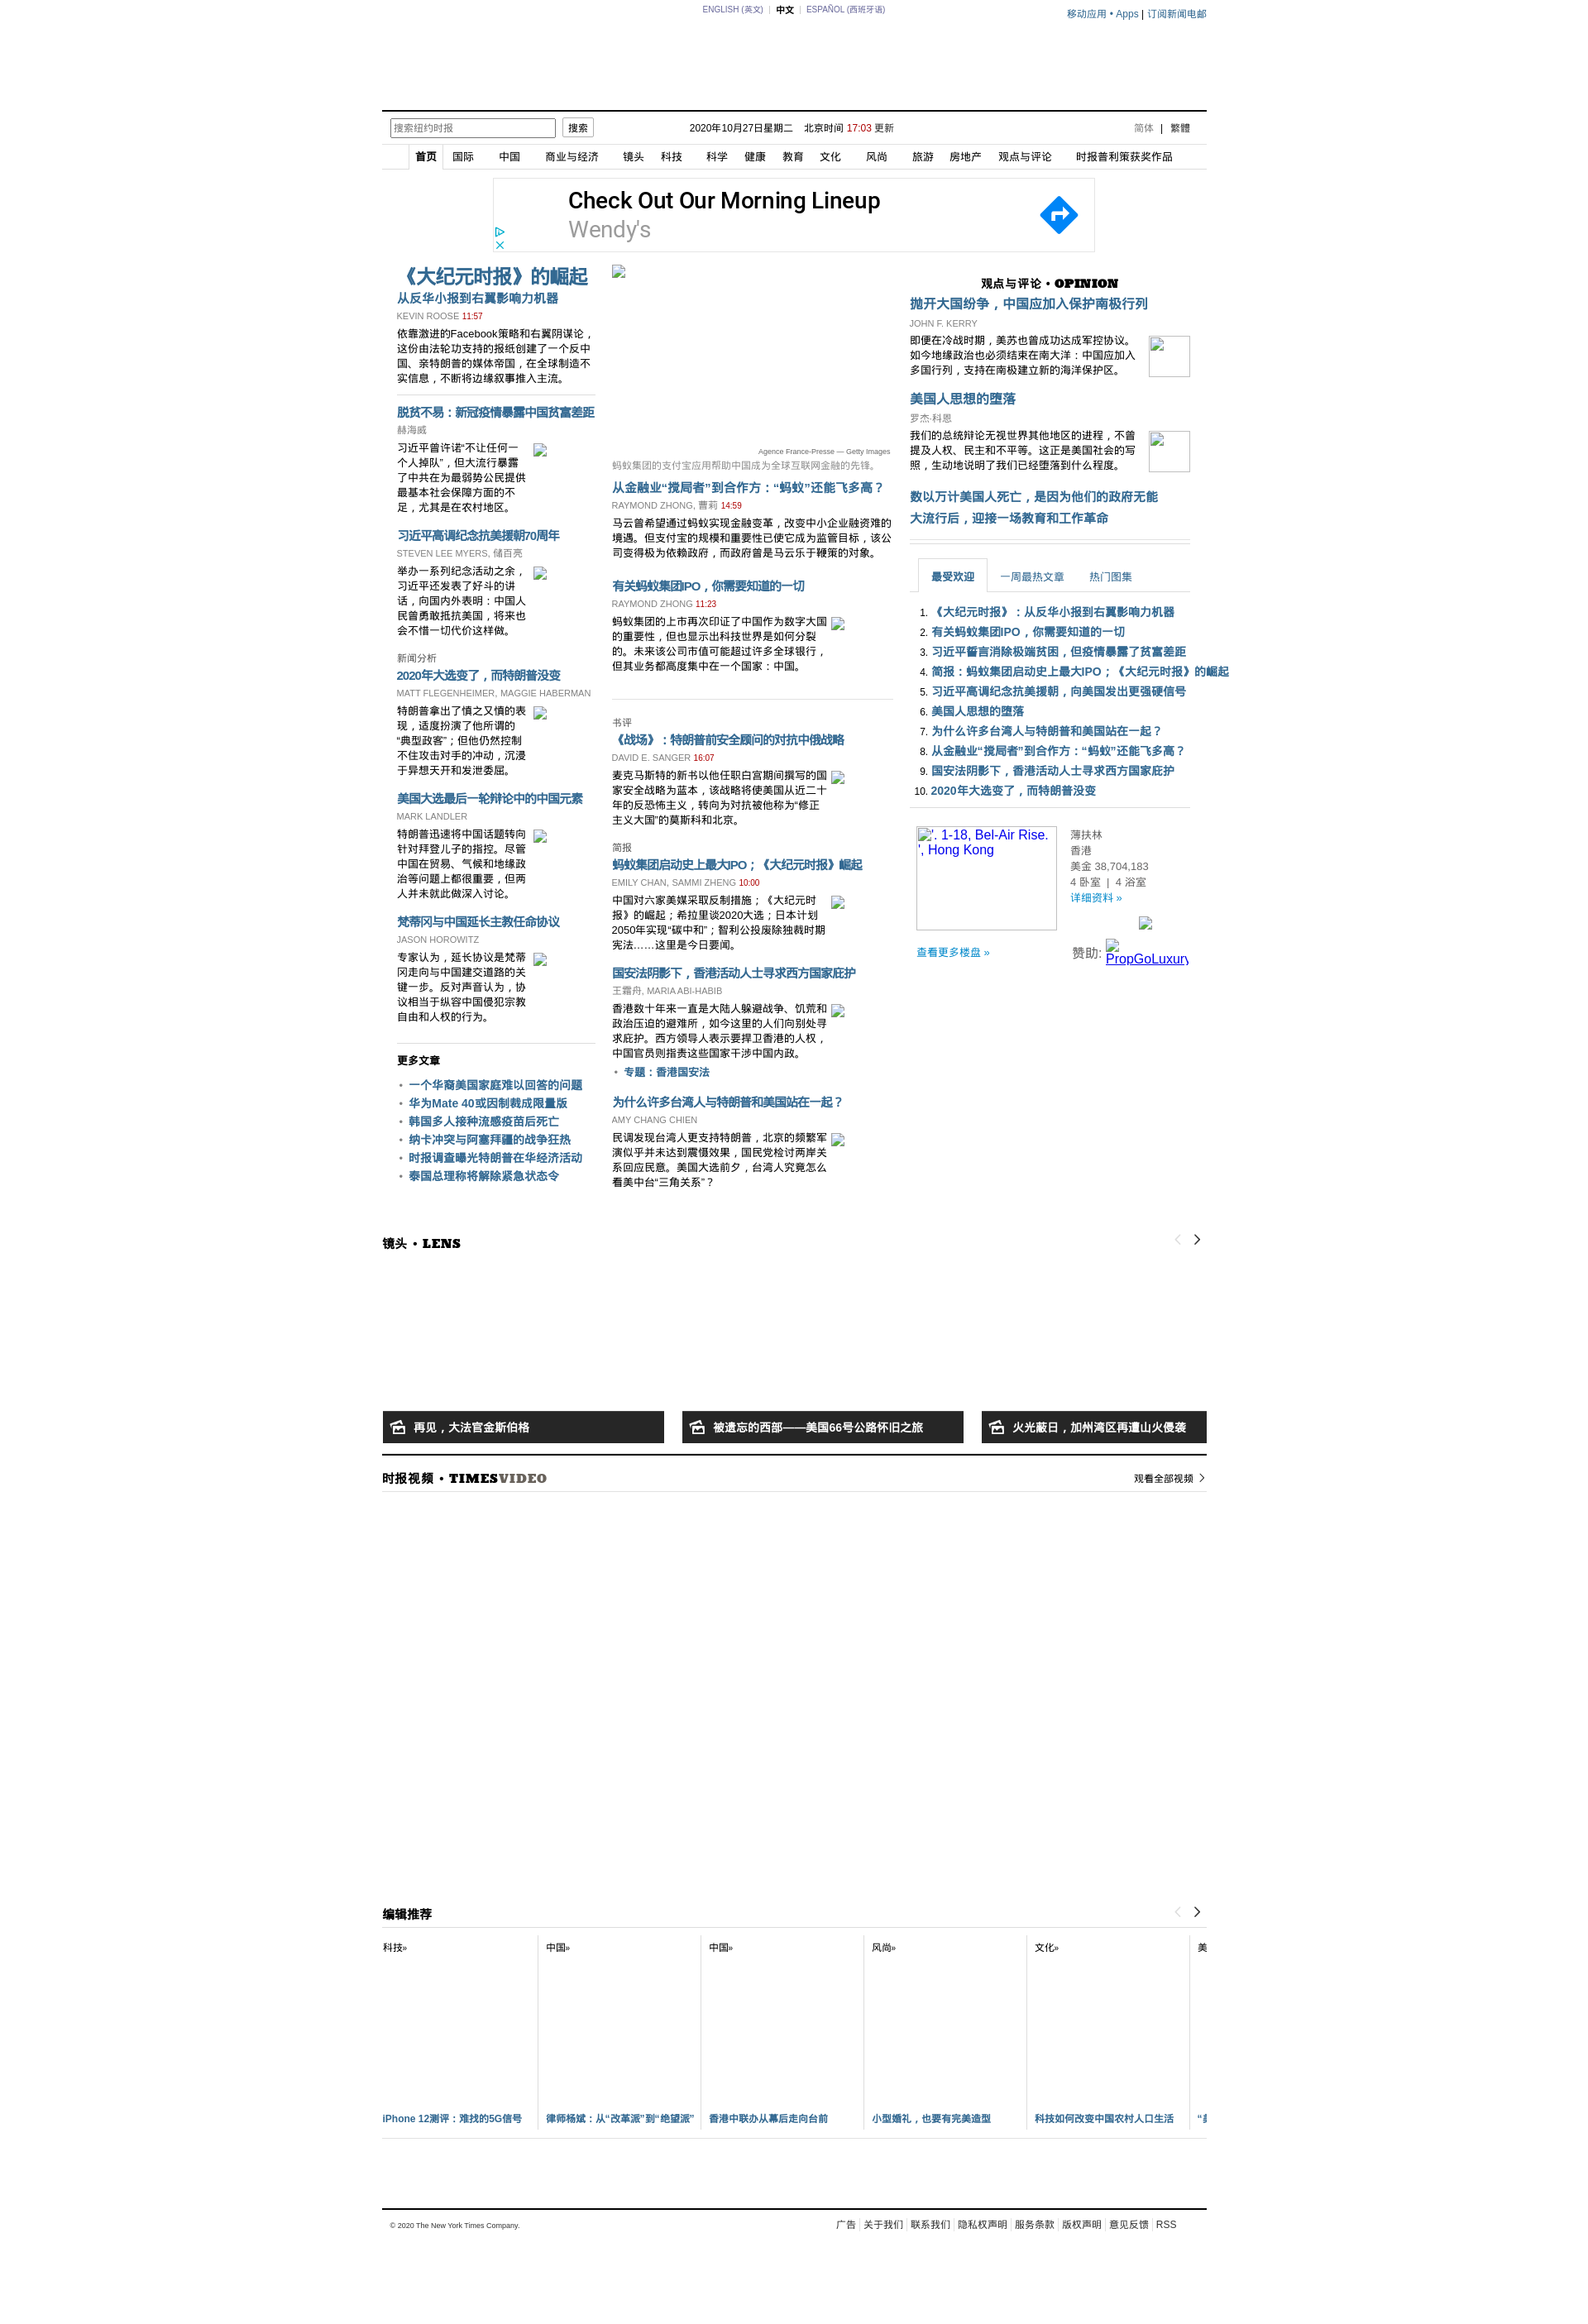 ENGLISH (英文)
中文
ESPAÑOL (西班牙语)
移动应用 • Apps | 订阅新闻电邮
搜索纽约时报
搜索
2020年10月27日星期二 北京时间 17:03 更新
简体 | 繁體
首页 国际 中国 商业与经济 镜头 科技 科学 健康 教育 文化 风尚 旅游 房地产 观点与评论 时报普利策获奖作品
Check Out Our Morning Lineup
Wendy's
《大纪元时报》的崛起
从反华小报到右翼影响力机器
KEVIN ROOSE 11:57
依靠激进的Facebook策略和右翼阴谋论，
这份由法轮功支持的报纸创建了一个反中
国、亲特朗普的媒体帝国，在全球制造不
实信息，不断将边缘叙事推入主流。
脱贫不易：新冠疫情暴露中国贫富差距
赫海威
习近平曾许诺“不让任何一
个人掉队”，但大流行暴露
了中共在为最弱势公民提供
最基本社会保障方面的不
足，尤其是在农村地区。
习近平高调纪念抗美援朝70周年
STEVEN LEE MYERS, 储百亮
举办一系列纪念活动之余，
习近平还发表了好斗的讲
话，向国内外表明：中国人
民曾勇敢抵抗美国，将来也
会不惜一切代价这样做。
新闻分析
2020年大选变了，而特朗普没变
MATT FLEGENHEIMER, MAGGIE HABERMAN
特朗普拿出了慎之又慎的表
现，适度扮演了他所谓的
“典型政客”；但他仍然控制
不住攻击对手的冲动，沉浸
于异想天开和发泄委屈。
美国大选最后一轮辩论中的中国元素
MARK LANDLER
特朗普迅速将中国话题转向
针对拜登儿子的指控。尽管
中国在贸易、气候和地缘政
治等问题上都很重要，但两
人并未就此做深入讨论。
梵蒂冈与中国延长主教任命协议
JASON HOROWITZ
专家认为，延长协议是梵蒂
冈走向与中国建交道路的关
键一步。反对声音认为，协
议相当于纵容中国侵犯宗教
自由和人权的行为。
更多文章
• 一个华裔美国家庭难以回答的问题
• 华为Mate 40或因制裁成限量版
• 韩国多人接种流感疫苗后死亡
• 纳卡冲突与阿塞拜疆的战争狂热
• 时报调查曝光特朗普在华经济活动
• 泰国总理称将解除紧急状态令
Agence France-Presse — Getty Images
蚂蚁集团的支付宝应用帮助中国成为全球互联网金融的先锋。
从金融业“搅局者”到合作方：“蚂蚁”还能飞多高？
RAYMOND ZHONG, 曹莉 14:59
马云曾希望通过蚂蚁实现金融变革，改变中小企业融资难的
境遇。但支付宝的规模和重要性已使它成为监管目标，该公
司变得极为依赖政府，而政府曾是马云乐于鞭策的对象。
有关蚂蚁集团IPO，你需要知道的一切
RAYMOND ZHONG 11:23
蚂蚁集团的上市再次印证了中国作为数字大国
的重要性，但也显示出科技世界是如何分裂
的。未来该公司市值可能超过许多全球银行，
但其业务都高度集中在一个国家：中国。
书评
《战场》：特朗普前安全顾问的对抗中俄战略
DAVID E. SANGER 16:07
麦克马斯特的新书以他任职白宫期间撰写的国
家安全战略为蓝本，该战略将使美国从近二十
年的反恐怖主义，转向为对抗被他称为“修正
主义大国”的莫斯科和北京。
简报
蚂蚁集团启动史上最大IPO；《大纪元时报》崛起
EMILY CHAN, SAMMI ZHENG 10:00
中国对六家美媒采取反制措施；《大纪元时
报》的崛起；希拉里谈2020大选；日本计划
2050年实现“碳中和”；智利公投废除独裁时期
宪法……这里是今日要闻。
国安法阴影下，香港活动人士寻求西方国家庇护
王霜舟, MARIA ABI-HABIB
香港数十年来一直是大陆人躲避战争、饥荒和
政治压迫的避难所，如今这里的人们向别处寻
求庇护。西方领导人表示要捍卫香港的人权，
中国官员则指责这些国家干涉中国内政。
• 专题：香港国安法
为什么许多台湾人与特朗普和美国站在一起？
AMY CHANG CHIEN
民调发现台湾人更支持特朗普，北京的频繁军
演似乎并未达到震慑效果，国民党检讨两岸关
系回应民意。美国大选前夕，台湾人究竟怎么
看美中台“三角关系”？
观点与评论 • OPINION
抛开大国纷争，中国应加入保护南极行列
JOHN F. KERRY
即便在冷战时期，美苏也曾成功达成军控协议。
如今地缘政治也必须结束在南大洋：中国应加入
多国行列，支持在南极建立新的海洋保护区。
美国人思想的堕落
罗杰·科恩
我们的总统辩论无视世界其他地区的进程，不曾
提及人权、民主和不平等。这正是美国社会的写
照，生动地说明了我们已经堕落到什么程度。
数以万计美国人死亡，是因为他们的政府无能
大流行后，迎接一场教育和工作革命
最受欢迎 一周最热文章 热门图集
1. 《大纪元时报》：从反华小报到右翼影响力机器
2. 有关蚂蚁集团IPO，你需要知道的一切
3. 习近平誓言消除极端贫困，但疫情暴露了贫富差距
4. 简报：蚂蚁集团启动史上最大IPO；《大纪元时报》的崛起
5. 习近平高调纪念抗美援朝，向美国发出更强硬信号
6. 美国人思想的堕落
7. 为什么许多台湾人与特朗普和美国站在一起？
8. 从金融业“搅局者”到合作方：“蚂蚁”还能飞多高？
9. 国安法阴影下，香港活动人士寻求西方国家庇护
10. 2020年大选变了，而特朗普没变
'. 1-18, Bel-Air Rise.
', Hong Kong
薄扶林
香港
美金 38,704,183
4 卧室 | 4 浴室
详细资料 »
查看更多楼盘 »
赞助:
PropGoLuxury
镜头 • LENS
再见，大法官金斯伯格
被遗忘的西部——美国66号公路怀旧之旅
火光蔽日，加州湾区再遭山火侵袭
时报视频 • TIMESVIDEO
观看全部视频
编辑推荐
科技»
中国»
中国»
风尚»
文化»
美
iPhone 12测评：难找的5G信号
律师杨斌：从“改革派”到“绝望派”
香港中联办从幕后走向台前
小型婚礼，也要有完美造型
科技如何改变中国农村人口生活
© 2020 The New York Times Company.
广告 关于我们 联系我们 隐私权声明 服务条款 版权声明 意见反馈 RSS